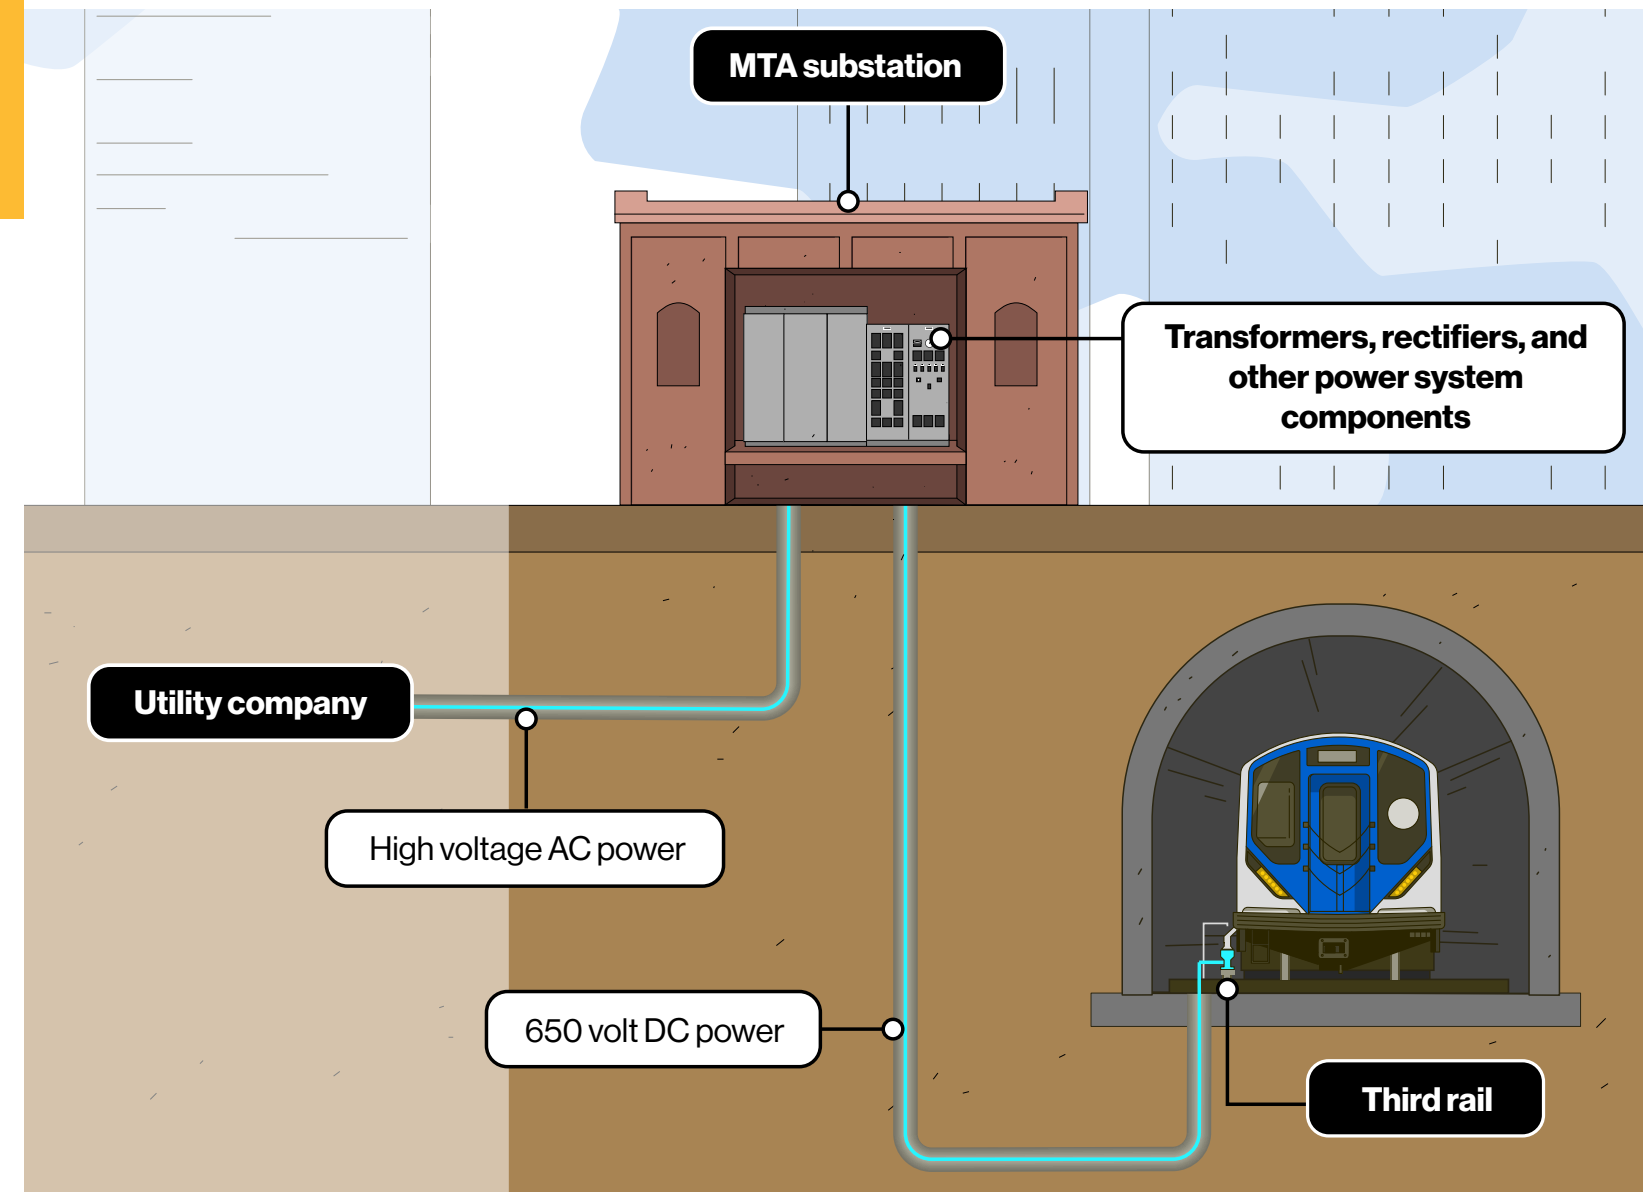 MTA substation
Transformers, rectifiers, and
other power system
components
Utility company
High voltage AC power
650 volt DC power
Third rail